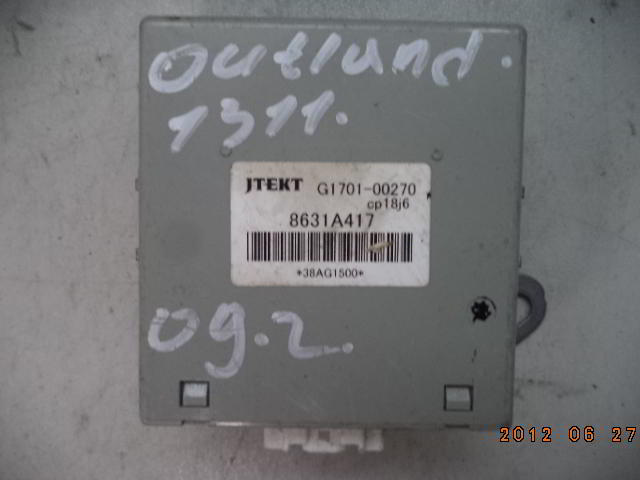 Outland.
1311.
JTEKT G1701-00270
cp18j6
8631A417
*38AG1500*
09.2.
2012 06 27